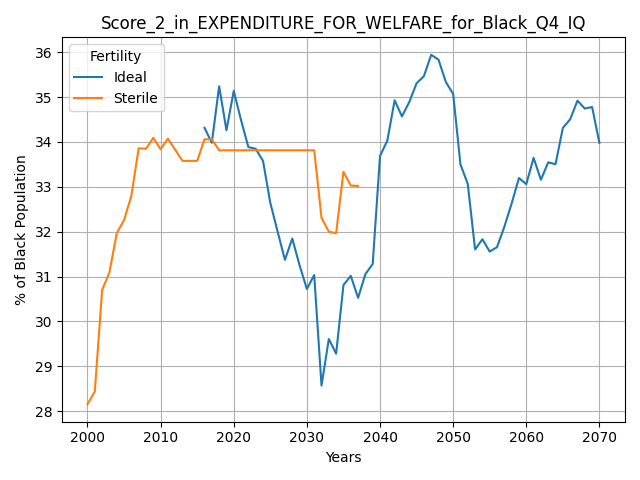 Score_2_in_EXPENDITURE_FOR_WELFARE_for_Black_Q4_IQ
Fertility
Ideal
Sterile
% of Black Population
36
35
34
33
32
31
30
29
28
2000 2010 2020 2030 2040 2050 2060 2070
Years